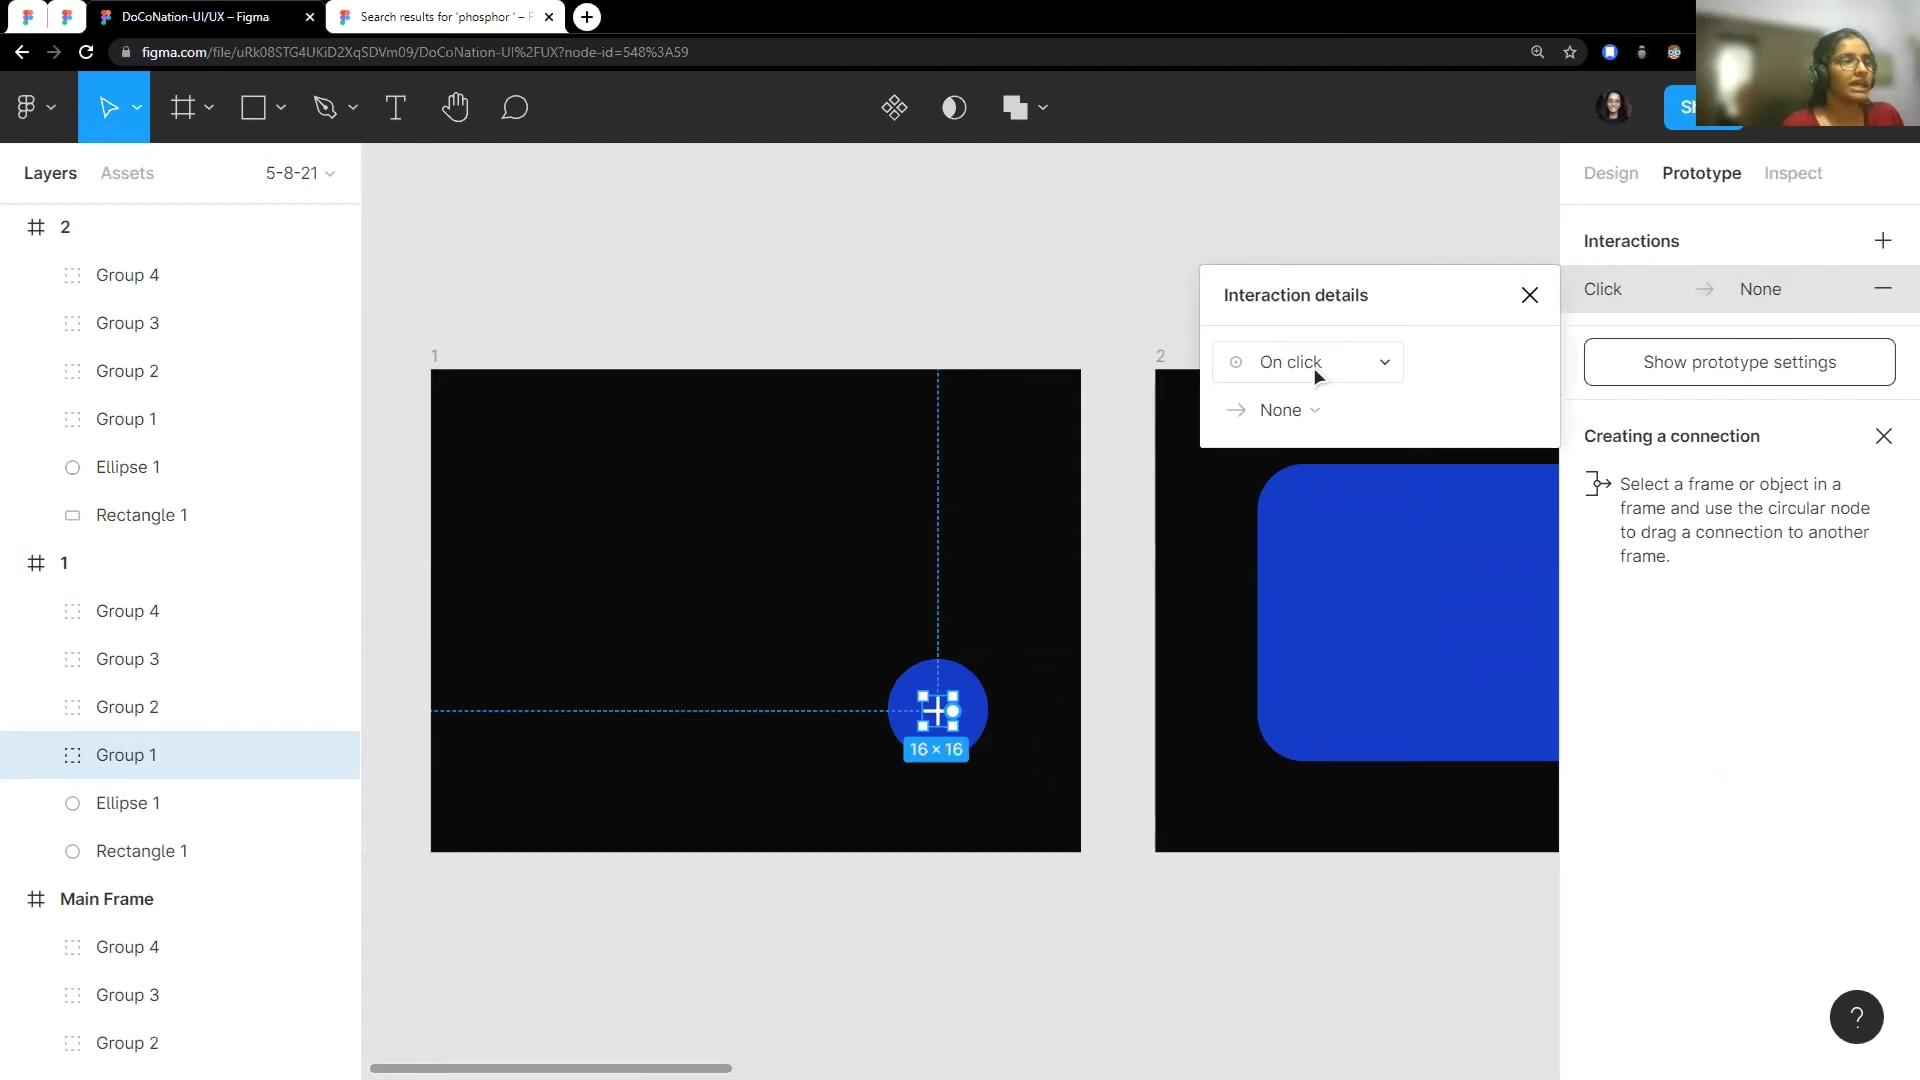 DoCoNation-UI/UX – Figma
Search results for 'phosphor ' –
figma.com/file/uRk08STG4UKiD2XqSDVm09/DoCoNation-UI%2FUX?node-id=548%3A59
Layers
Assets
5-8-21
2
Group 4
Group 3
Group 2
Group 1
Ellipse 1
Rectangle 1
1
Group 4
Group 3
Group 2
Group 1
Ellipse 1
Rectangle 1
Main Frame
Group 4
Group 3
Group 2
1
16 × 16
2
Interaction details
On click
None
Design
Prototype
Inspect
Interactions
Click
None
Show prototype settings
Creating a connection
Select a frame or object in a
frame and use the circular node
to drag a connection to another
frame.
?